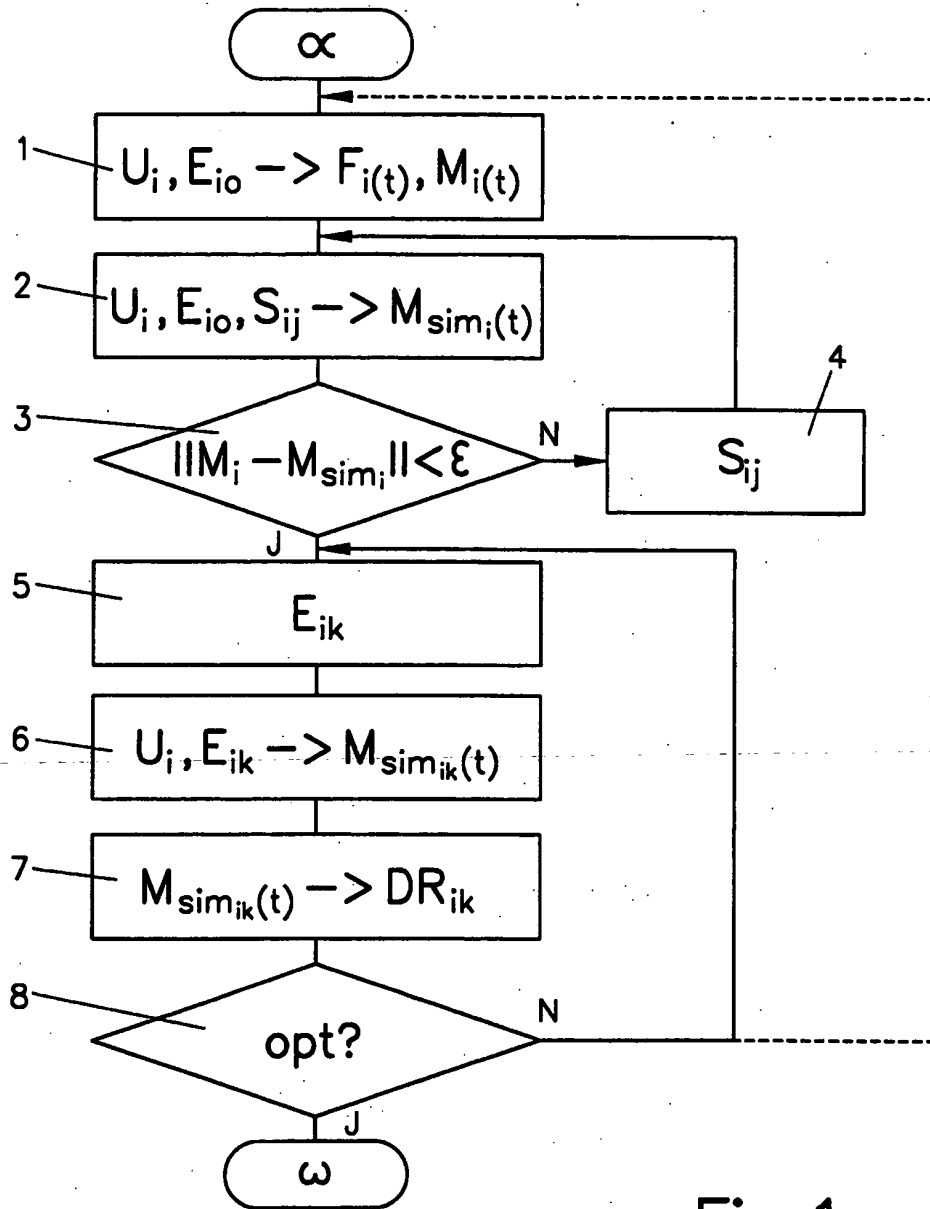 ∝
1
U_i, E_io -> F_i(t), M_i(t)
2
U_i, E_io, S_ij -> M_sim_i(t)
3
||M_i - M_sim_i|| < ε
N
4
S_ij
J
5
E_ik
6
U_i, E_ik -> M_sim_ik(t)
7
M_sim_ik(t) -> DR_ik
8
opt?
N
J
ω